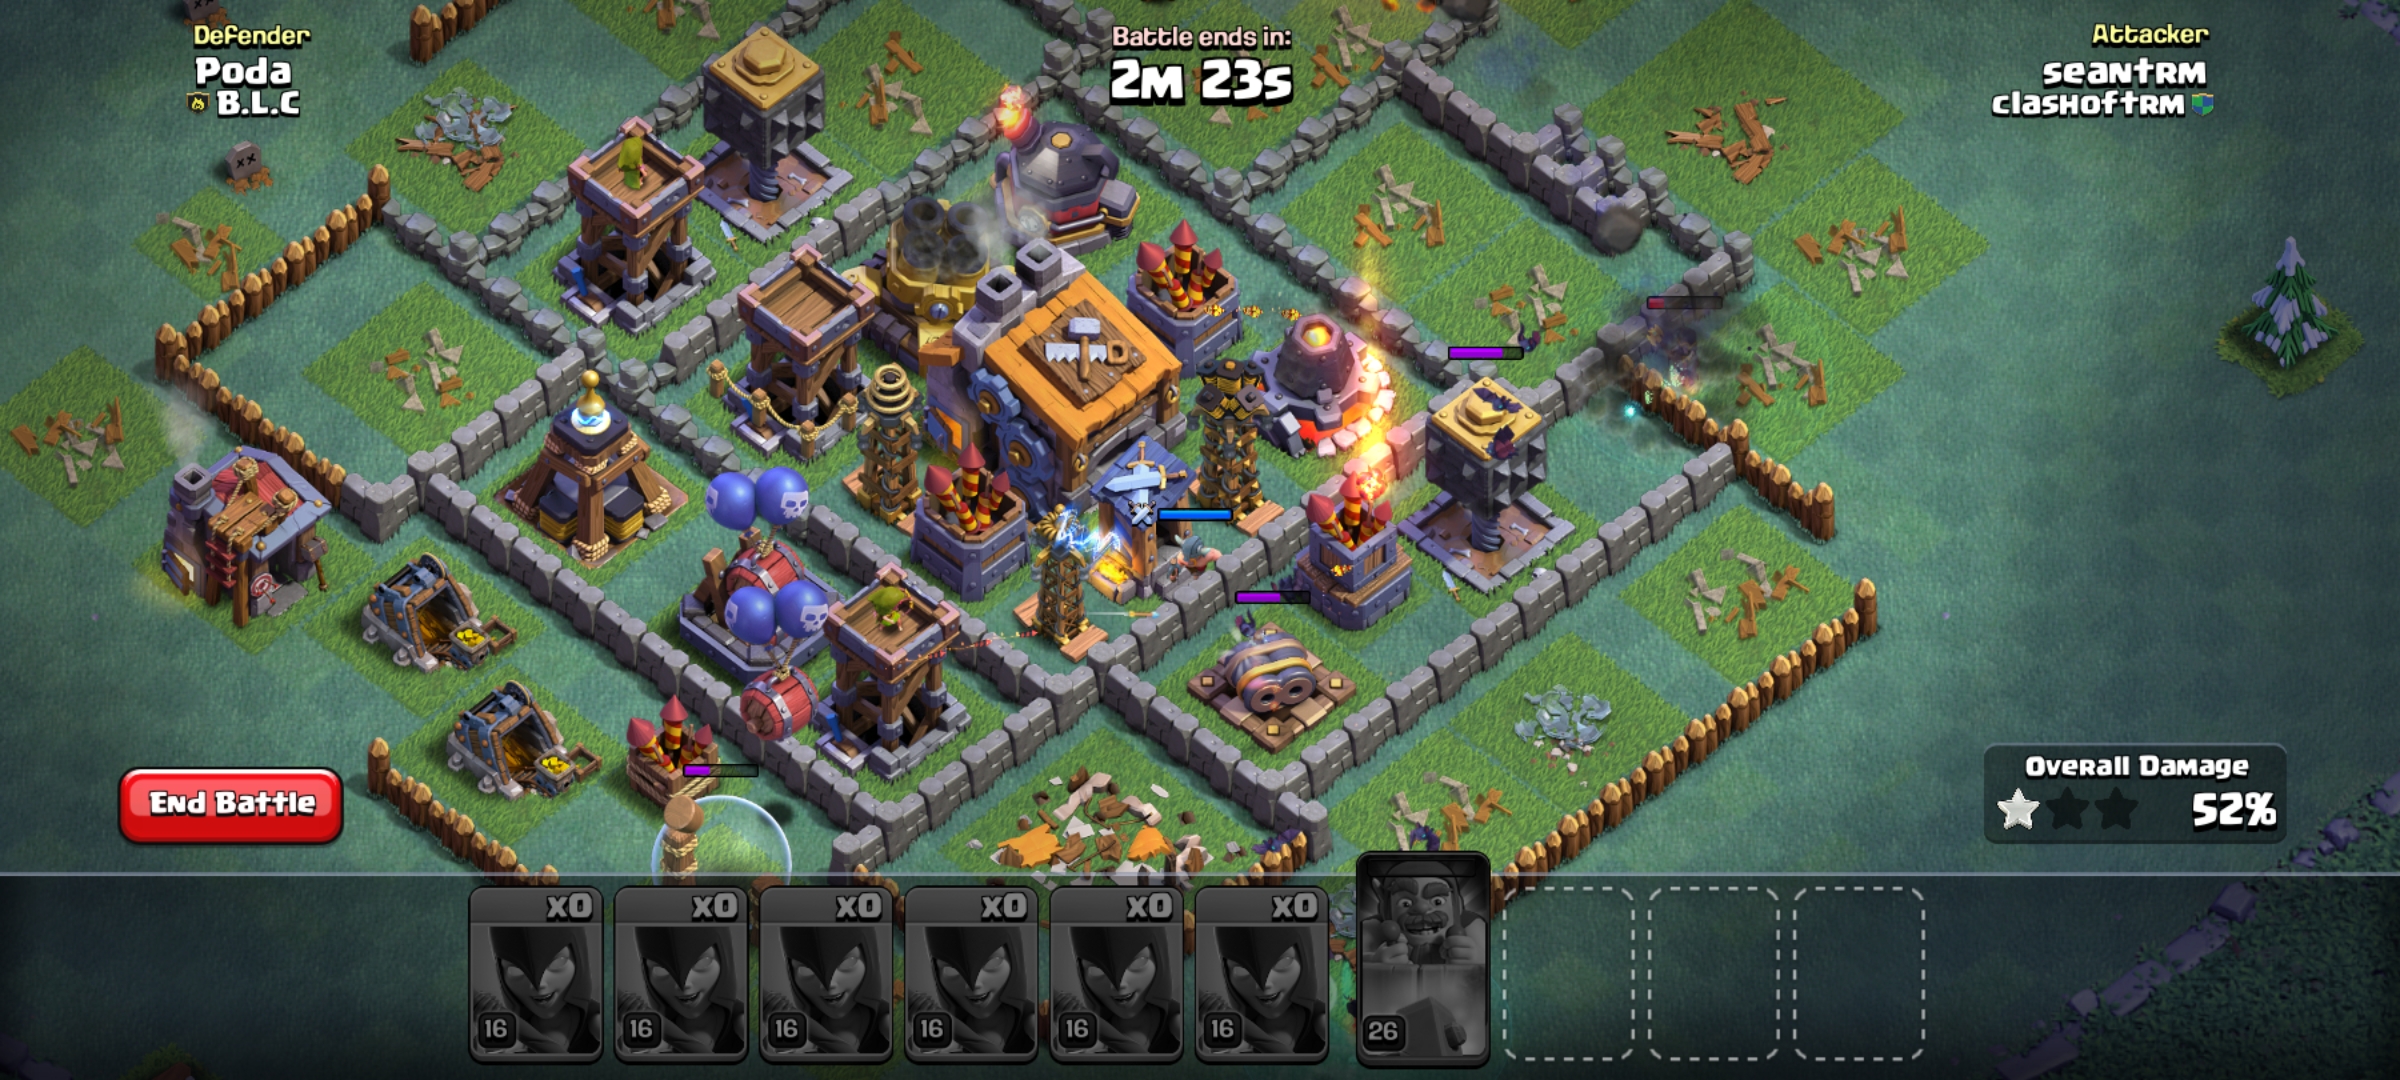 Defender
Poda
B.L.C
Battle ends in:
2M 23s
Attacker
seantRM
clashoftRM
End Battle
Overall Damage
52%
x0 x0 x0 x0 x0 x0
16 16 16 16 16 16 26